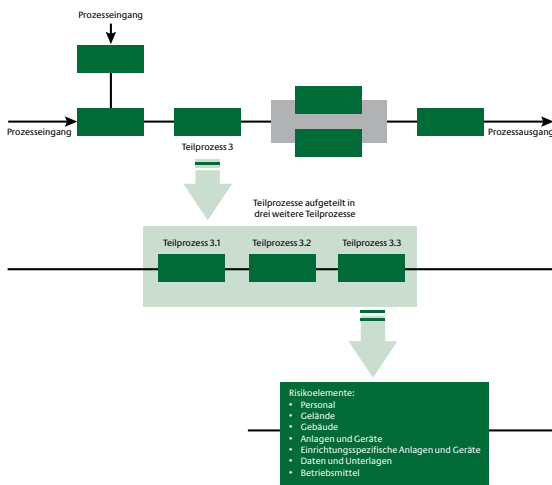 Prozesseingang
Prozesseingang
Prozessausgang
Teilprozess 3
Teilprozesse aufgeteilt in
drei weitere Teilprozesse
Teilprozess 3.1
Teilprozess 3.2
Teilprozess 3.3
Risikoelemente:
• Personal
• Gelände
• Gebäude
• Anlagen und Geräte
• Einrichtungsspezifische Anlagen und Geräte
• Daten und Unterlagen
• Betriebsmittel